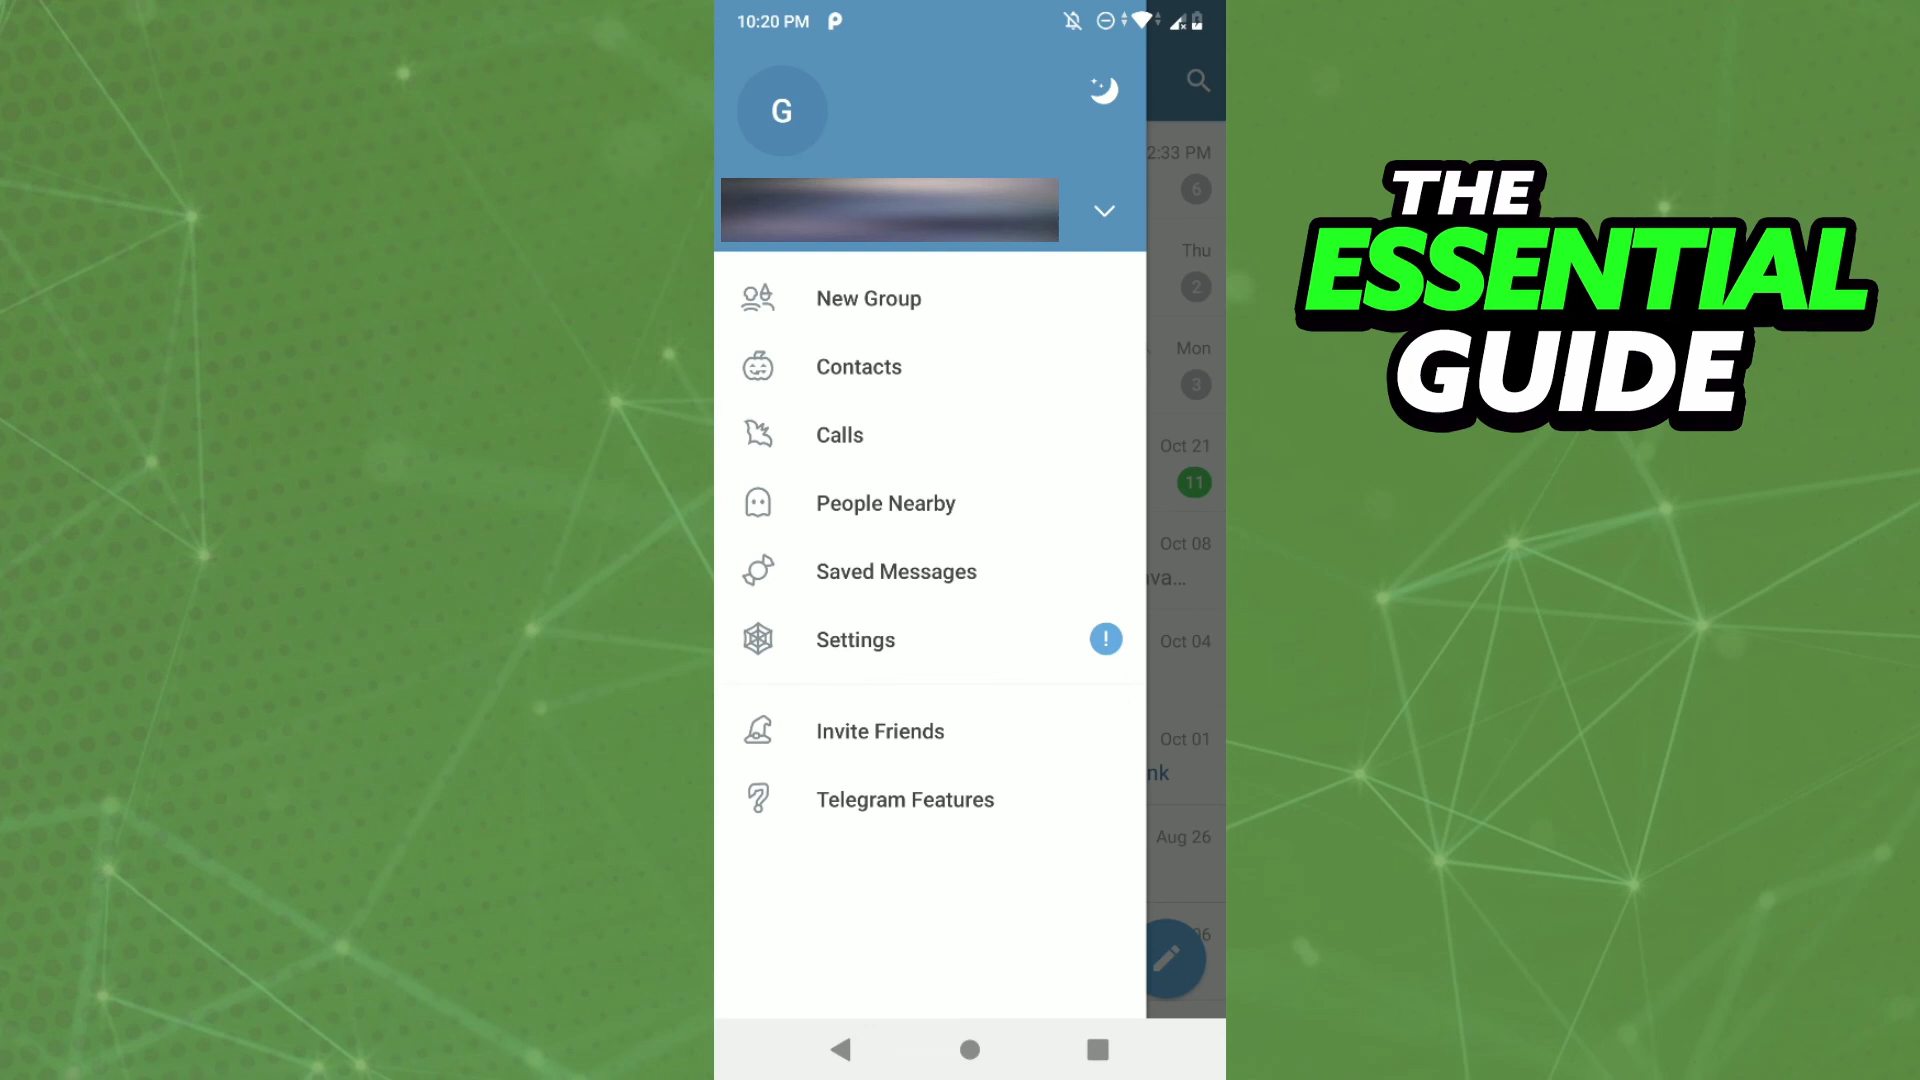 10:20 PM
G
2:33 PM
6
New Group
Thu
2
Contacts
Mon
3
Calls
Oct 21
11
People Nearby
Oct 08
Saved Messages
Settings
!
Oct 04
Invite Friends
Oct 01
Telegram Features
Aug 26
THE
ESSENTIAL
GUIDE